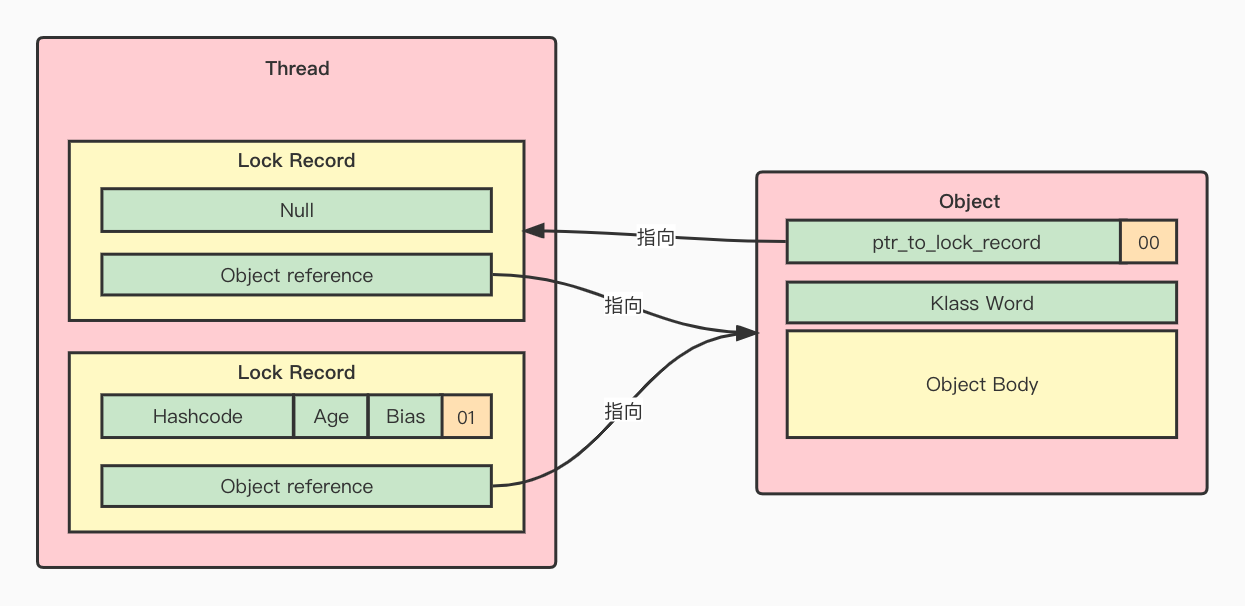 Thread
Lock Record
Null
Object reference
Lock Record
Hashcode Age Bias 01
Object reference
指向
指向
指向
Object
ptr_to_lock_record 00
Klass Word
Object Body